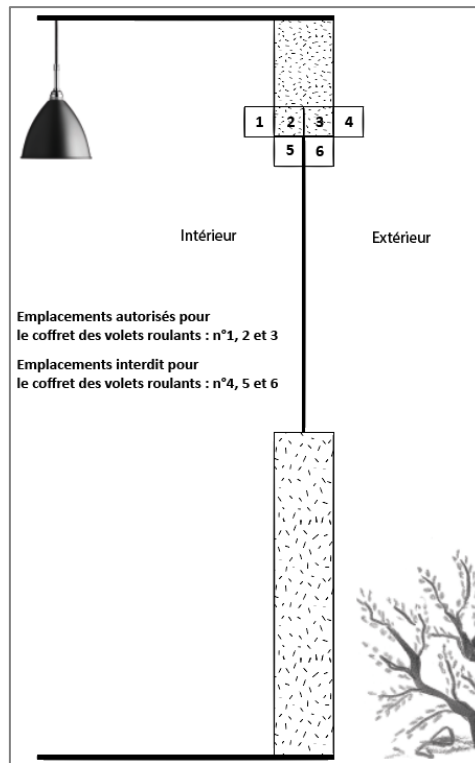 1 2 3 4
5 6
Intérieur Extérieur
Emplacements autorisés pour
le coffret des volets roulants : n°1, 2 et 3
Emplacements interdit pour
le coffret des volets roulants : n°4, 5 et 6